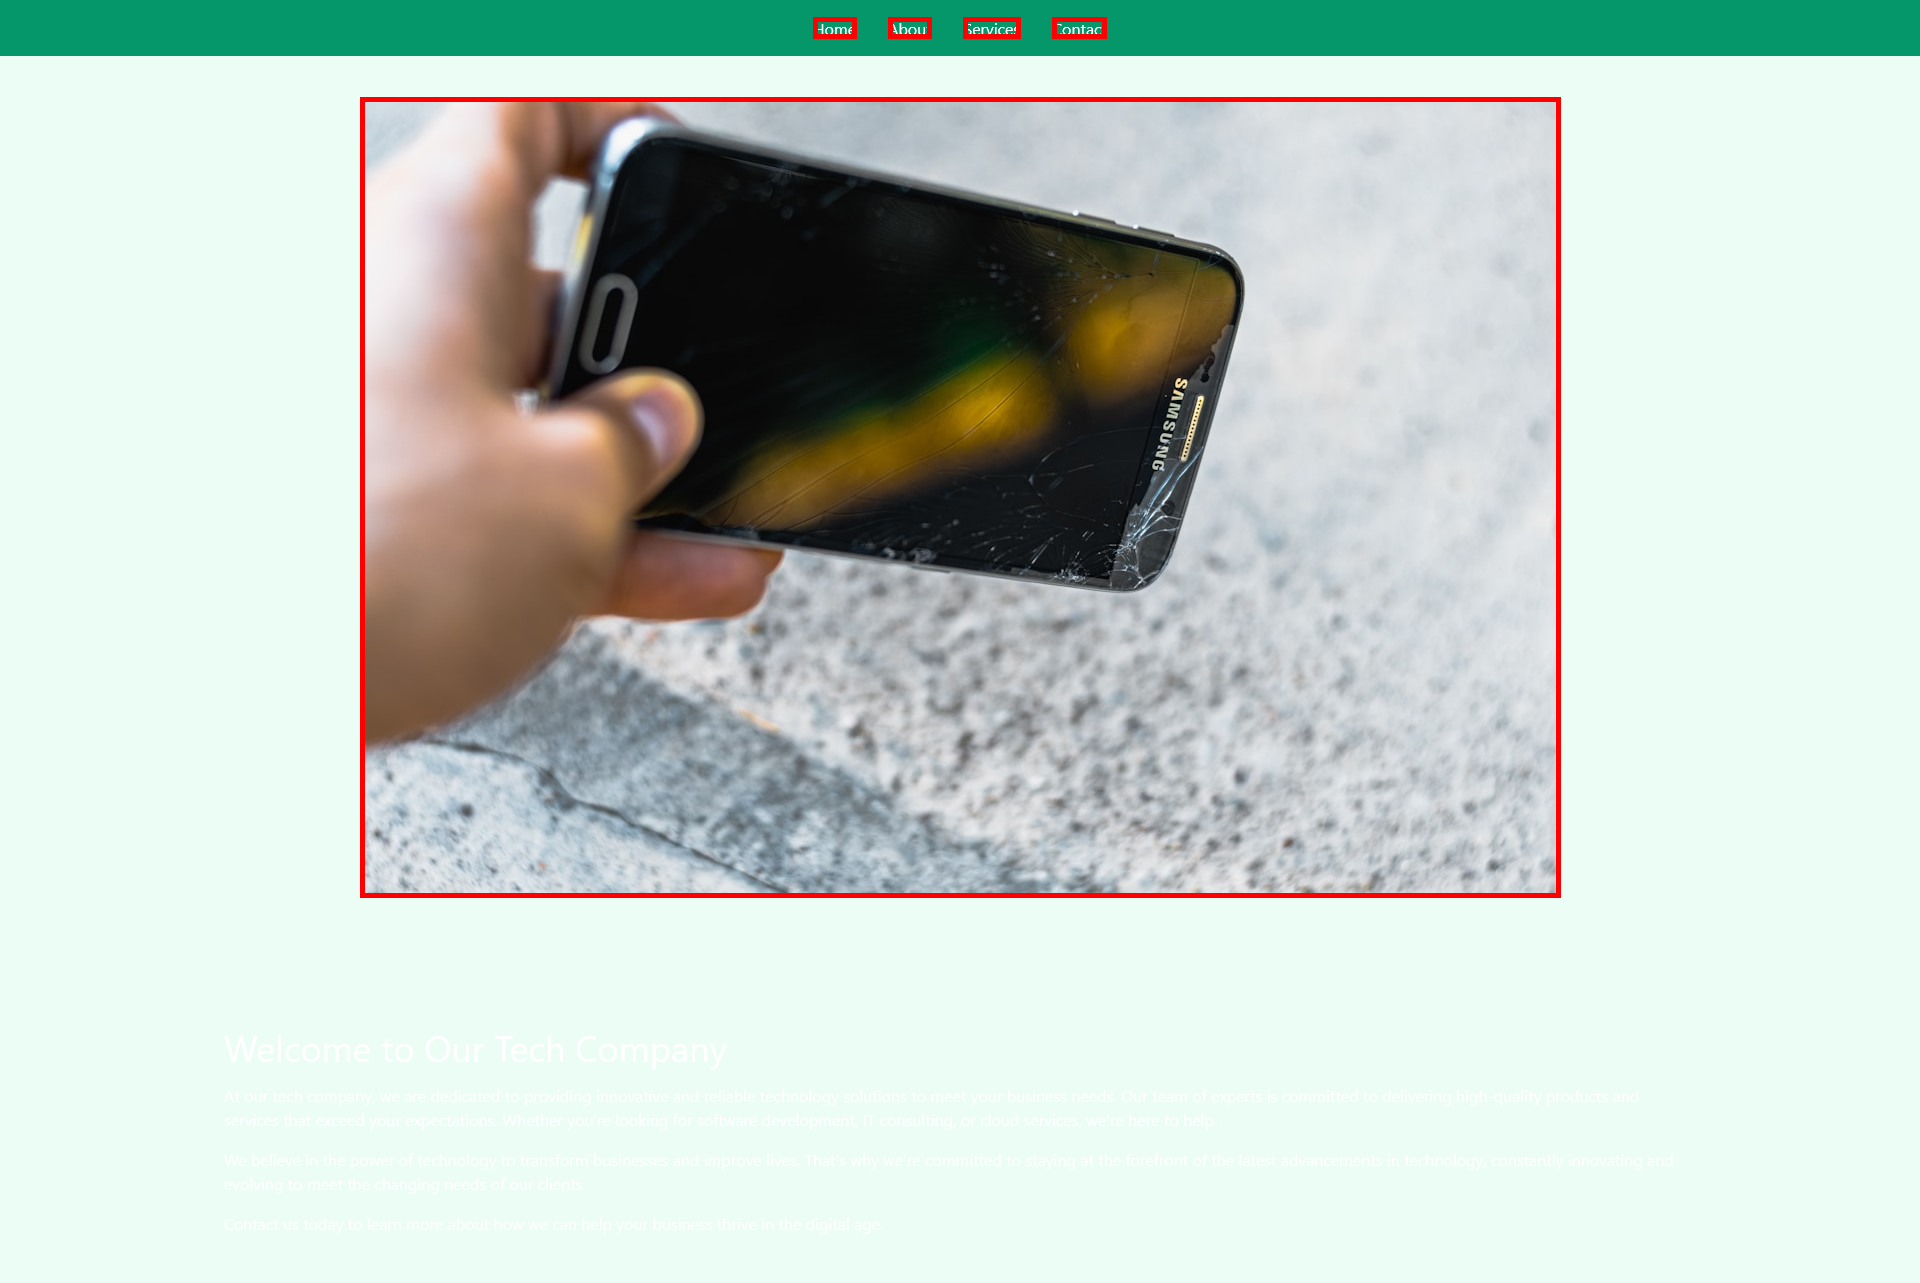 Home About Services Contact
SAMSUNG
Welcome to Our Tech Company
At our tech company, we are dedicated to providing innovative and reliable technology solutions to meet your business needs. Our team of experts is committed to delivering high-quality products and
services that exceed your expectations. Whether you're looking for software development, IT consulting, or cloud services, we're here to help.
We believe in the power of technology to transform businesses and improve lives. That's why we're committed to staying at the forefront of the latest advancements in technology, constantly innovating and
evolving to meet the changing needs of our clients.
Contact us today to learn more about how we can help your business thrive in the digital age.